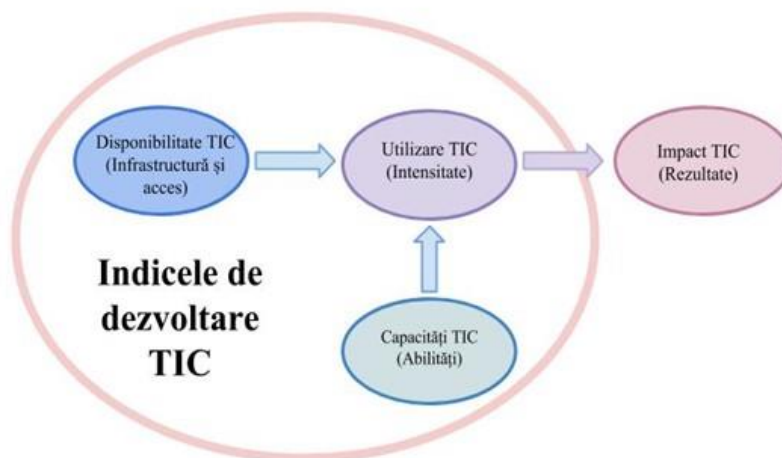 Disponibilitate TIC
(Infrastructură și
acces)
Utilizare TIC
(Intensitate)
Impact TIC
(Rezultate)
Indicele de
dezvoltare
TIC
Capacități TIC
(Abilități)